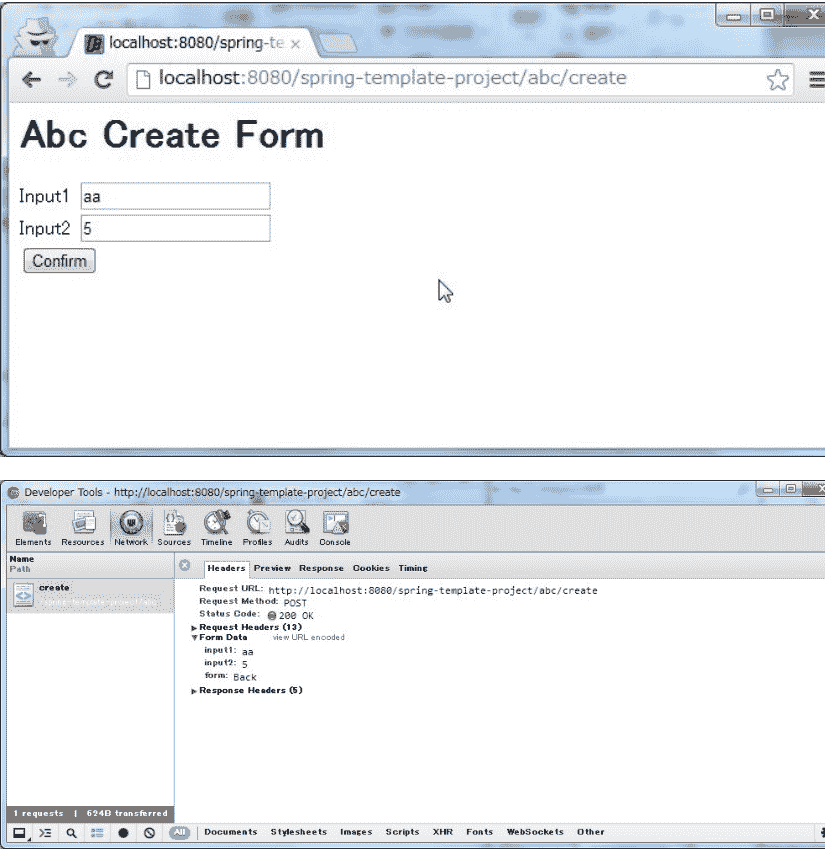 localhost:8080/spring-te
localhost:8080/spring-template-project/abc/create
Abc Create Form
Input1 aa
Input2 5
Confirm
Developer Tools - http://localhost:8080/spring-template-project/abc/create
Elements Resources Network Sources Timeline Profiles Audits Console
Name
Path
Headers Preview Response Cookies Timing
create
/spring-template-project/abc
Request URL: http://localhost:8080/spring-template-project/abc/create
Request Method: POST
Status Code: 200 OK
Request Headers (13)
Form Data view URL encoded
input1: aa
input2: 5
form: Back
Response Headers (5)
1 requests | 624B transferred
All Documents Stylesheets Images Scripts XHR Fonts WebSockets Other